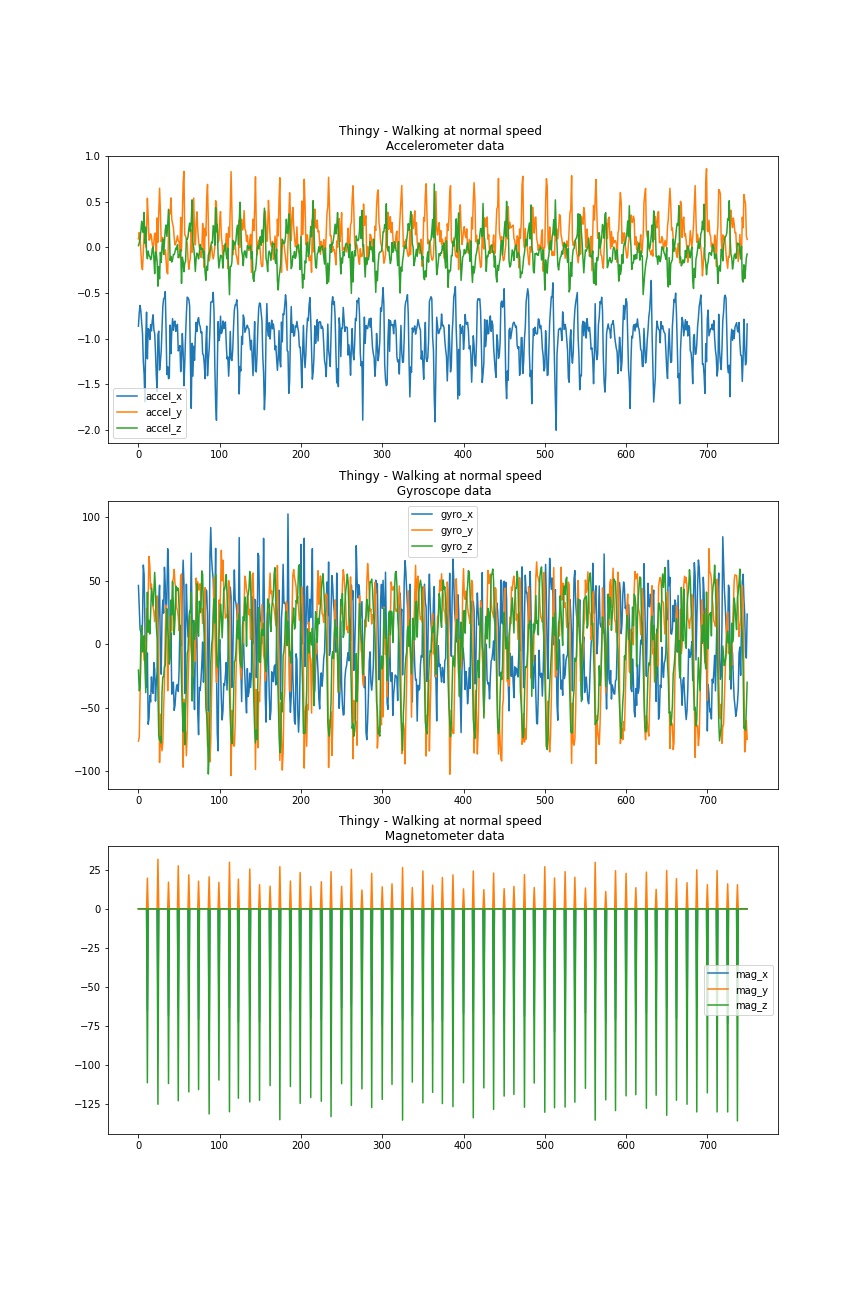 Thingy - Walking at normal speed
Accelerometer data
1.0
0.5
0.0
−0.5
−1.0
−1.5
−2.0
accel_x
accel_y
accel_z
0 100 200 300 400 500 600 700
Thingy - Walking at normal speed
Gyroscope data
100
50
0
−50
−100
gyro_x
gyro_y
gyro_z
0 100 200 300 400 500 600 700
Thingy - Walking at normal speed
Magnetometer data
25
0
−25
−50
−75
−100
−125
mag_x
mag_y
mag_z
0 100 200 300 400 500 600 700